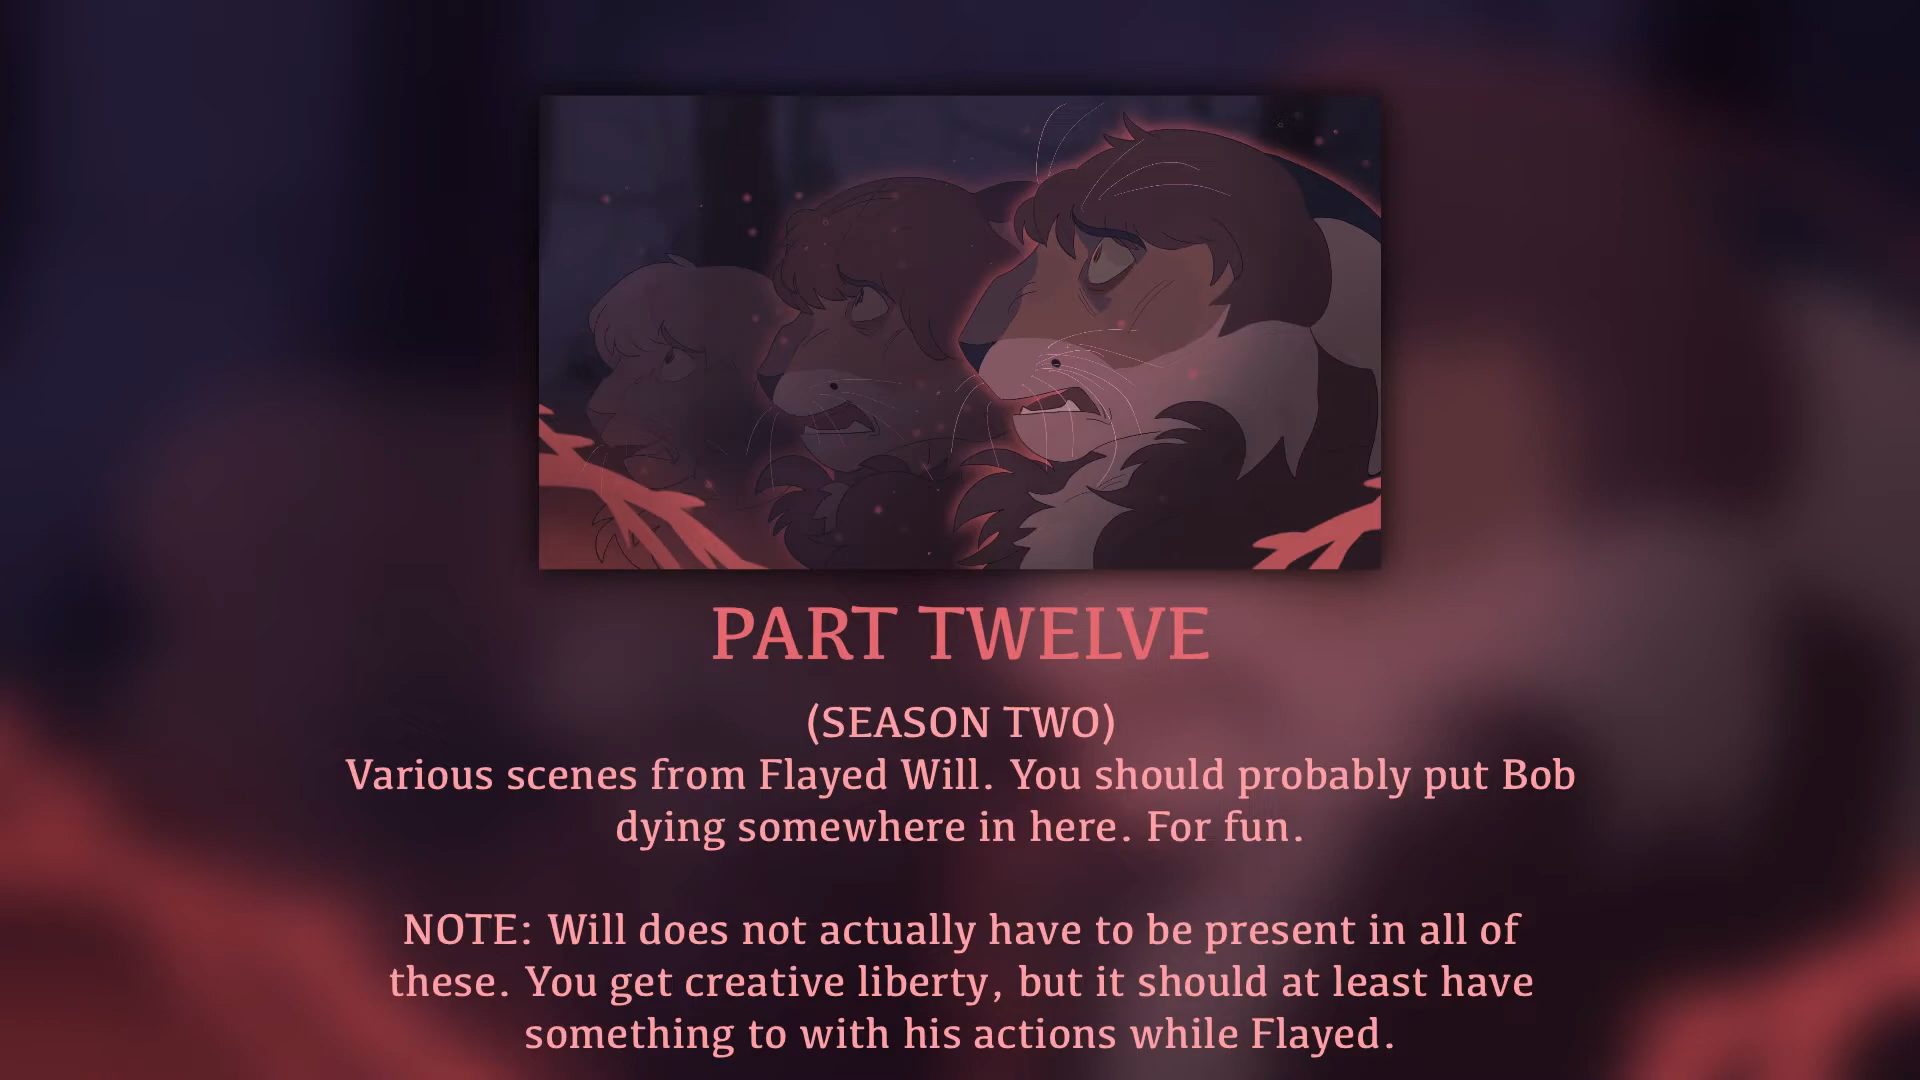 PART TWELVE
(SEASON TWO)
Various scenes from Flayed Will. You should probably put Bob
dying somewhere in here. For fun.
NOTE: Will does not actually have to be present in all of
these. You get creative liberty, but it should at least have
something to with his actions while Flayed.